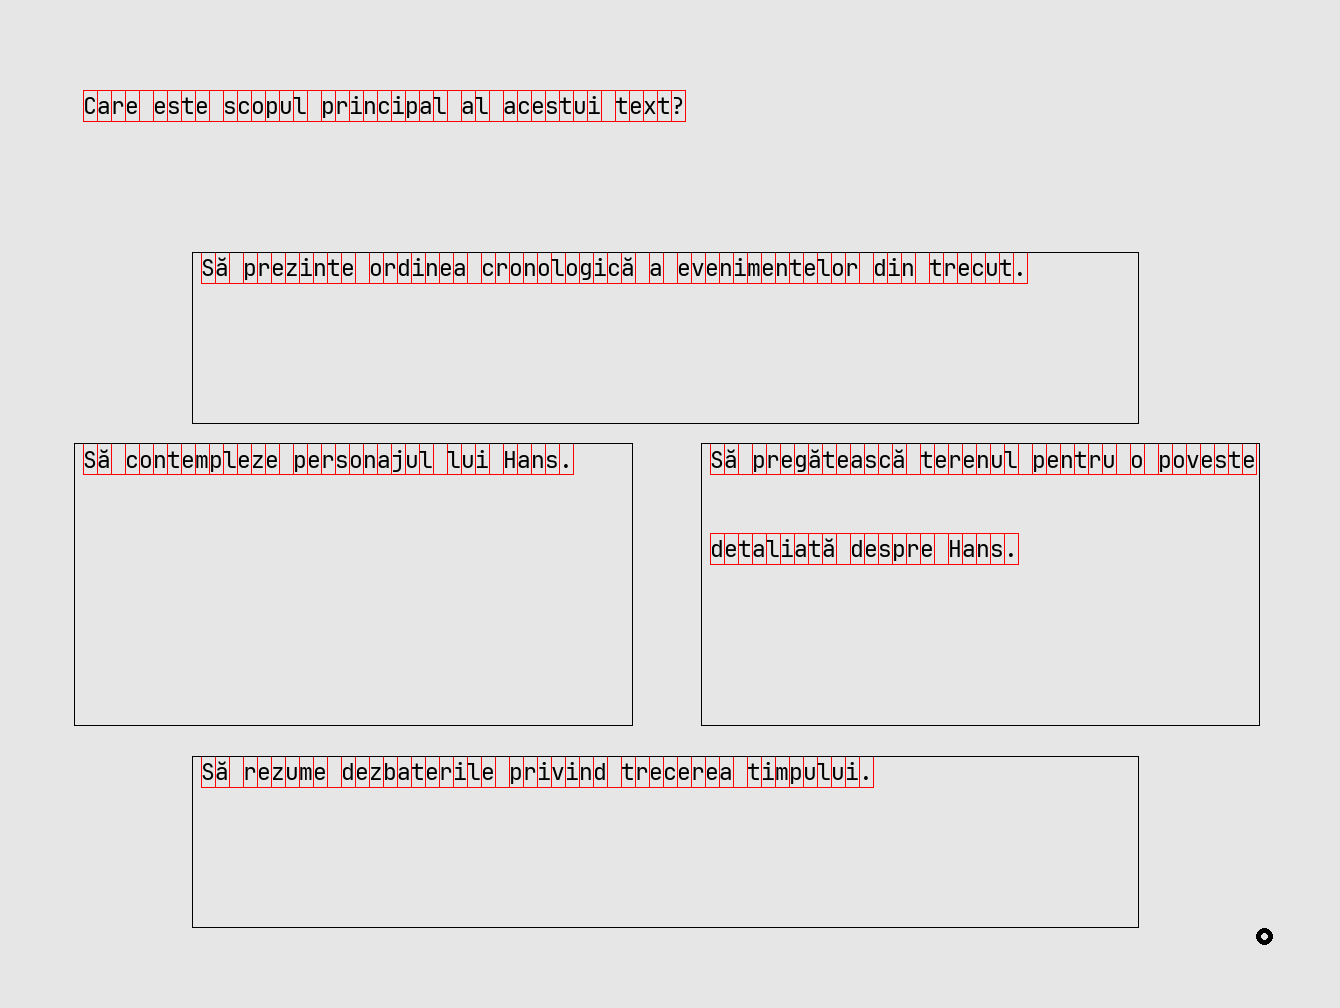 Care este scopul principal al acestui text?
Să prezinte ordinea cronologică a evenimentelor din trecut.
Să contempleze personajul lui Hans.
Să pregătească terenul pentru o poveste
detaliată despre Hans.
Să rezume dezbaterile privind trecerea timpului.